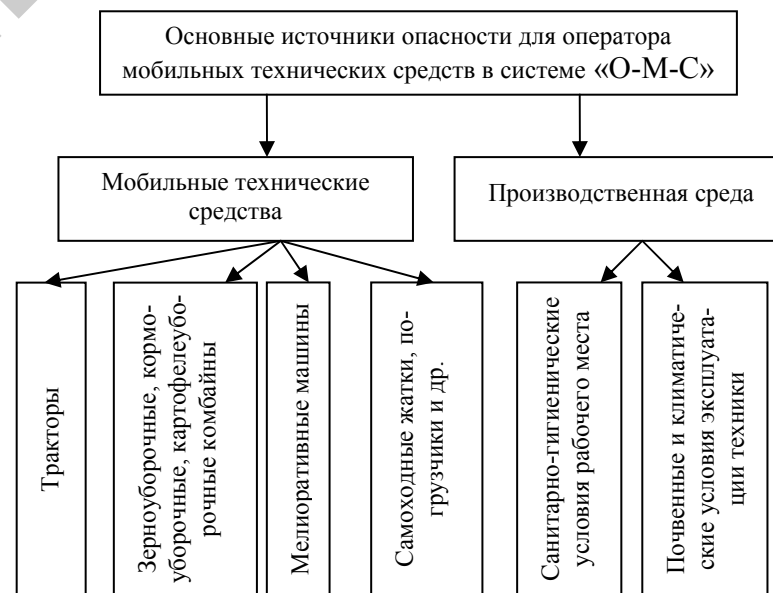 Основные источники опасности для оператора
мобильных технических средств в системе «О-М-С»
Мобильные технические
средства
Производственная среда
Тракторы
Зерноуборочные, кормо-
уборочные, картофелеубо-
рочные комбайны
Мелиоративные машины
Самоходные жатки, по-
грузчики и др.
Санитарно-гигиенические
условия рабочего места
Почвенные и климатиче-
ские условия эксплуата-
ции техники